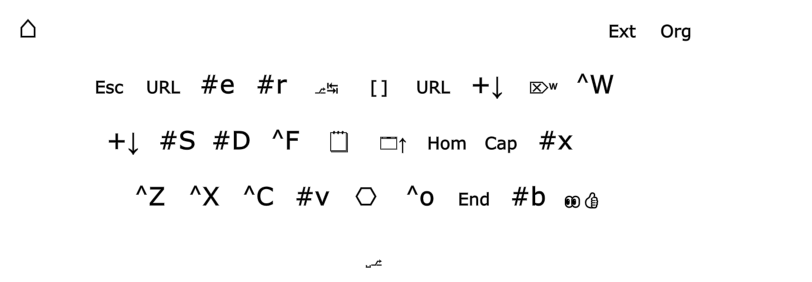 ⌂ Ext Org
Esc URL #e #r [ ] URL +↓ ⌦w ^W
+↓ #S #D ^F Hom Cap #x
^Z ^X ^C #v ⎔ ^o End #b 👀👍